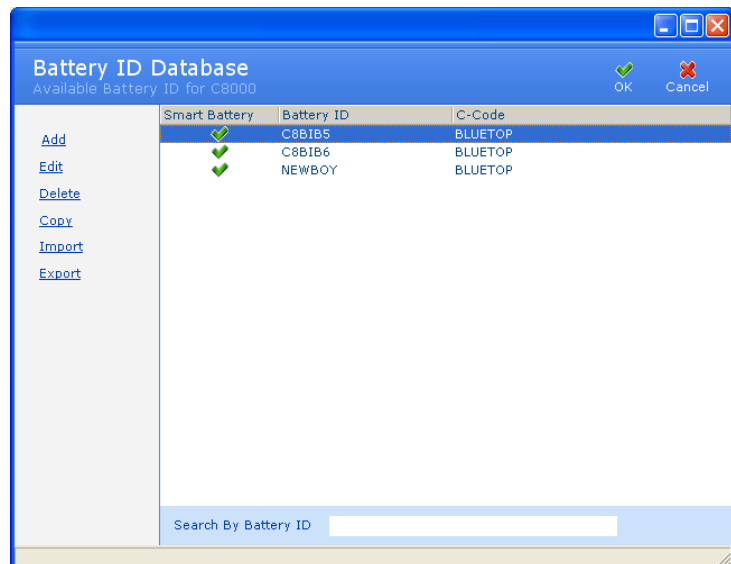 Battery ID Database
Available Battery ID for C8000
OK
Cancel
Add
Edit
Delete
Copy
Import
Export
Smart Battery Battery ID C-Code
C8BIB5 BLUETOP
C8BIB6 BLUETOP
NEWBOY BLUETOP
Search By Battery ID